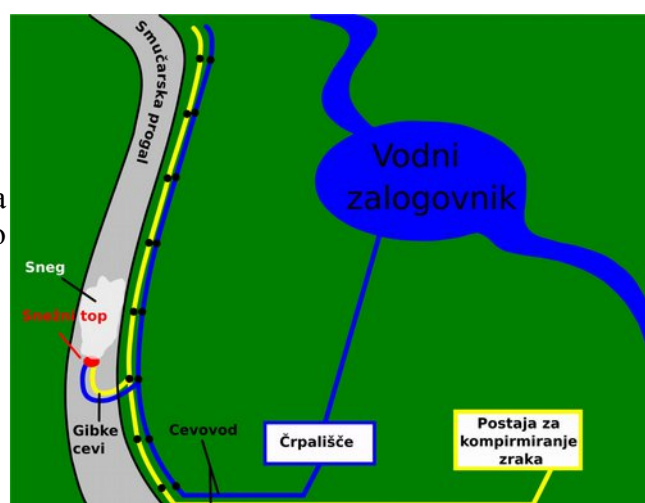 Smučarska progal
Vodni
zalogovnik
a
o
Sneg
Snežni top
Gibke
cevi
Cevovod
Črpališče
Postaja za
kompirmiranje
zraka